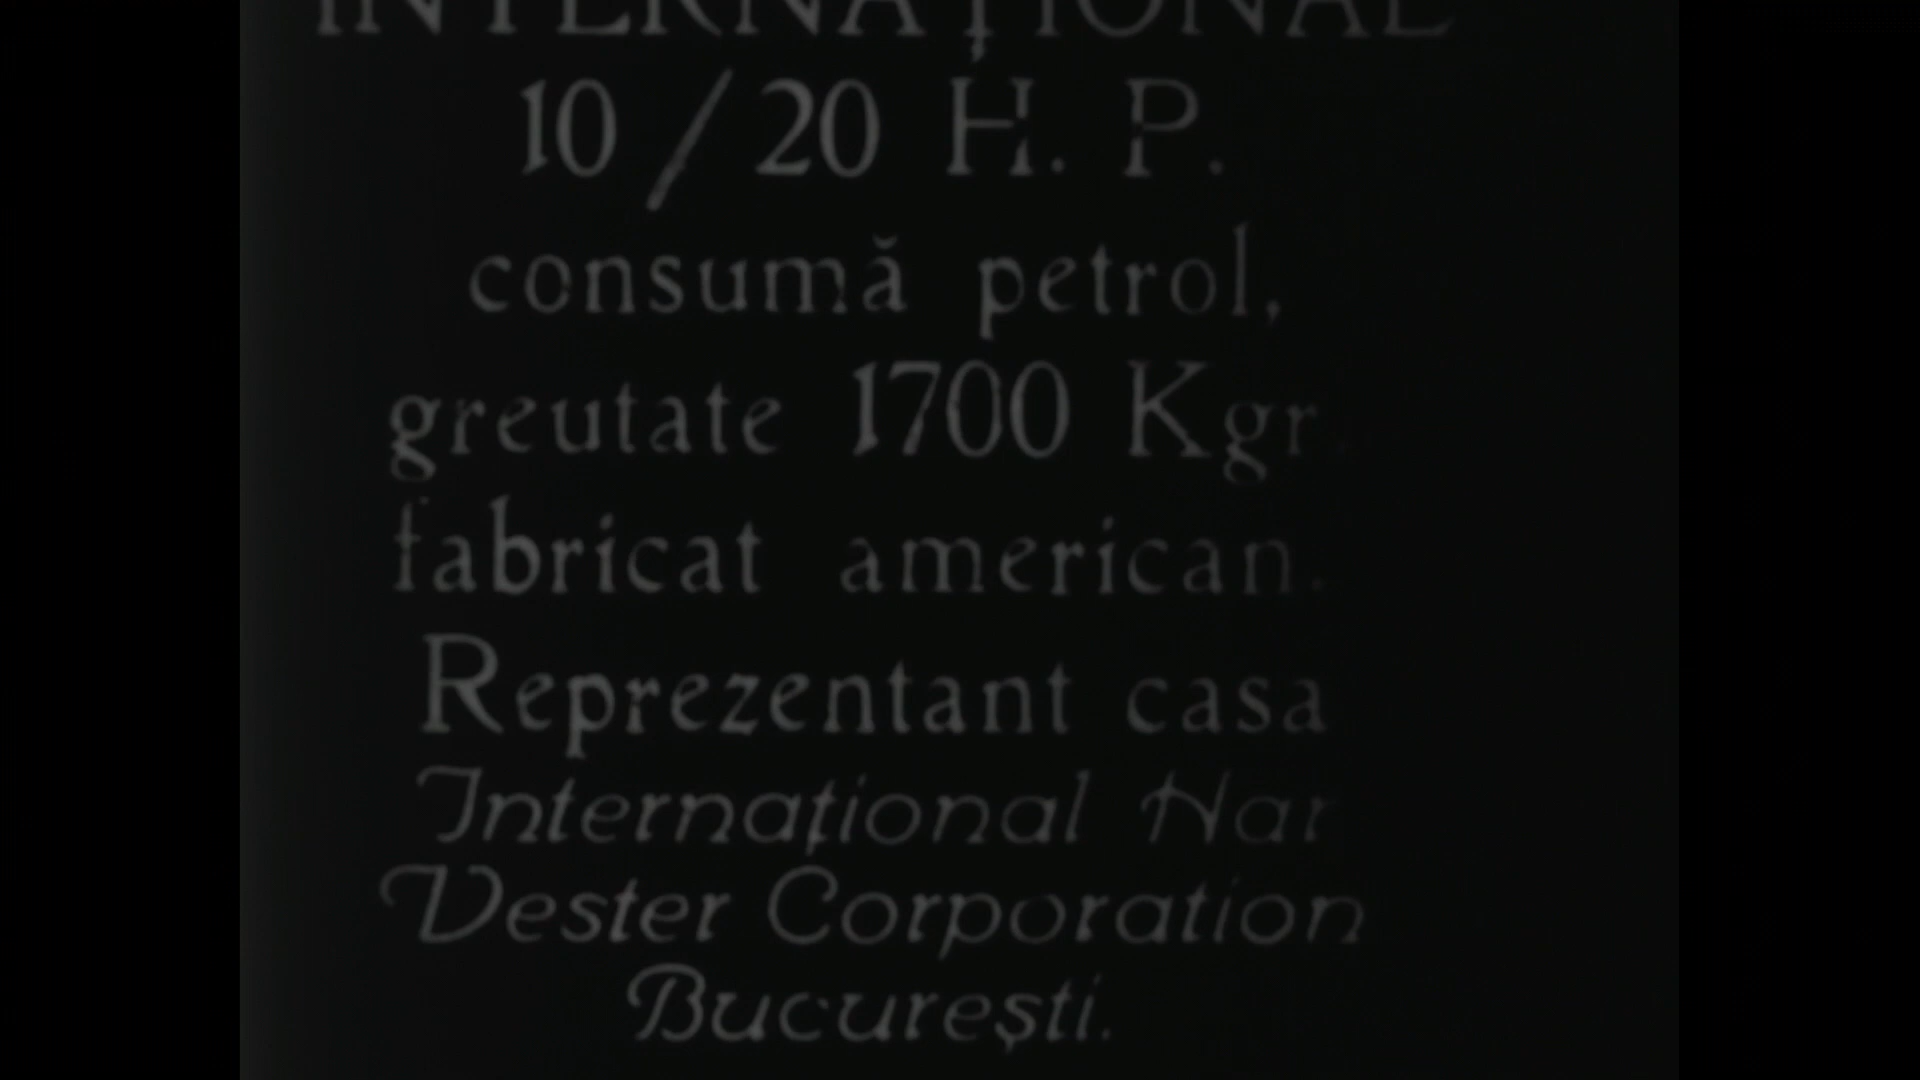 INTERNAȚIONAL
10/20 H. P.
consumă petrol,
greutate 1700 Kgr.
fabricat american.
Reprezentant casa
Internațional Har
Vester Corporation
București.